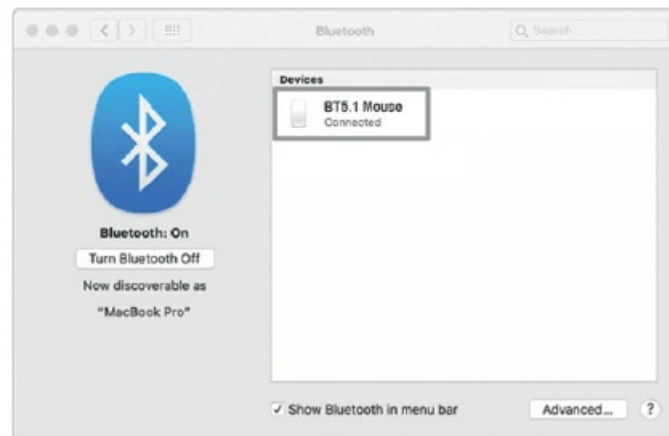 Bluetooth
Search
Devices
BT5.1 Mouse
Connected
Bluetooth: On
Turn Bluetooth Off
Now discoverable as
"MacBook Pro"
Show Bluetooth in menu bar
Advanced...
?